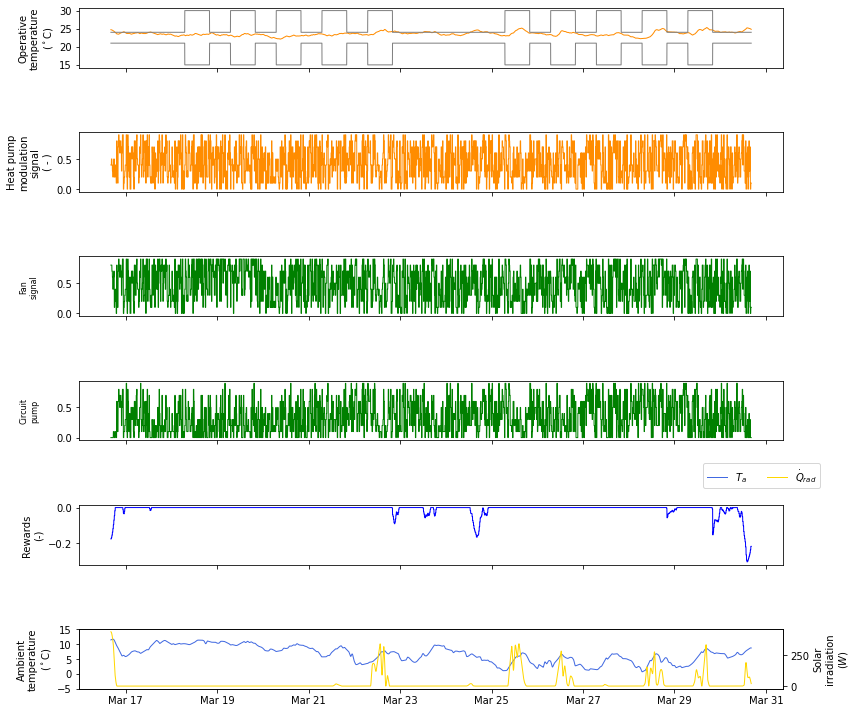 Operative
temperature
(°C)
30
25
20
15
Heat pump
modulation
signal
( - )
0.5
0.0
Fan
signal
0.5
0.0
Circuit
pump
0.5
0.0
T_a Q̇_rad
Rewards
(-)
0.0
−0.2
Ambient
temperature
(°C)
15
10
5
0
−5
250
0
Solar
irradiation
(W)
Mar 17 Mar 19 Mar 21 Mar 23 Mar 25 Mar 27 Mar 29 Mar 31